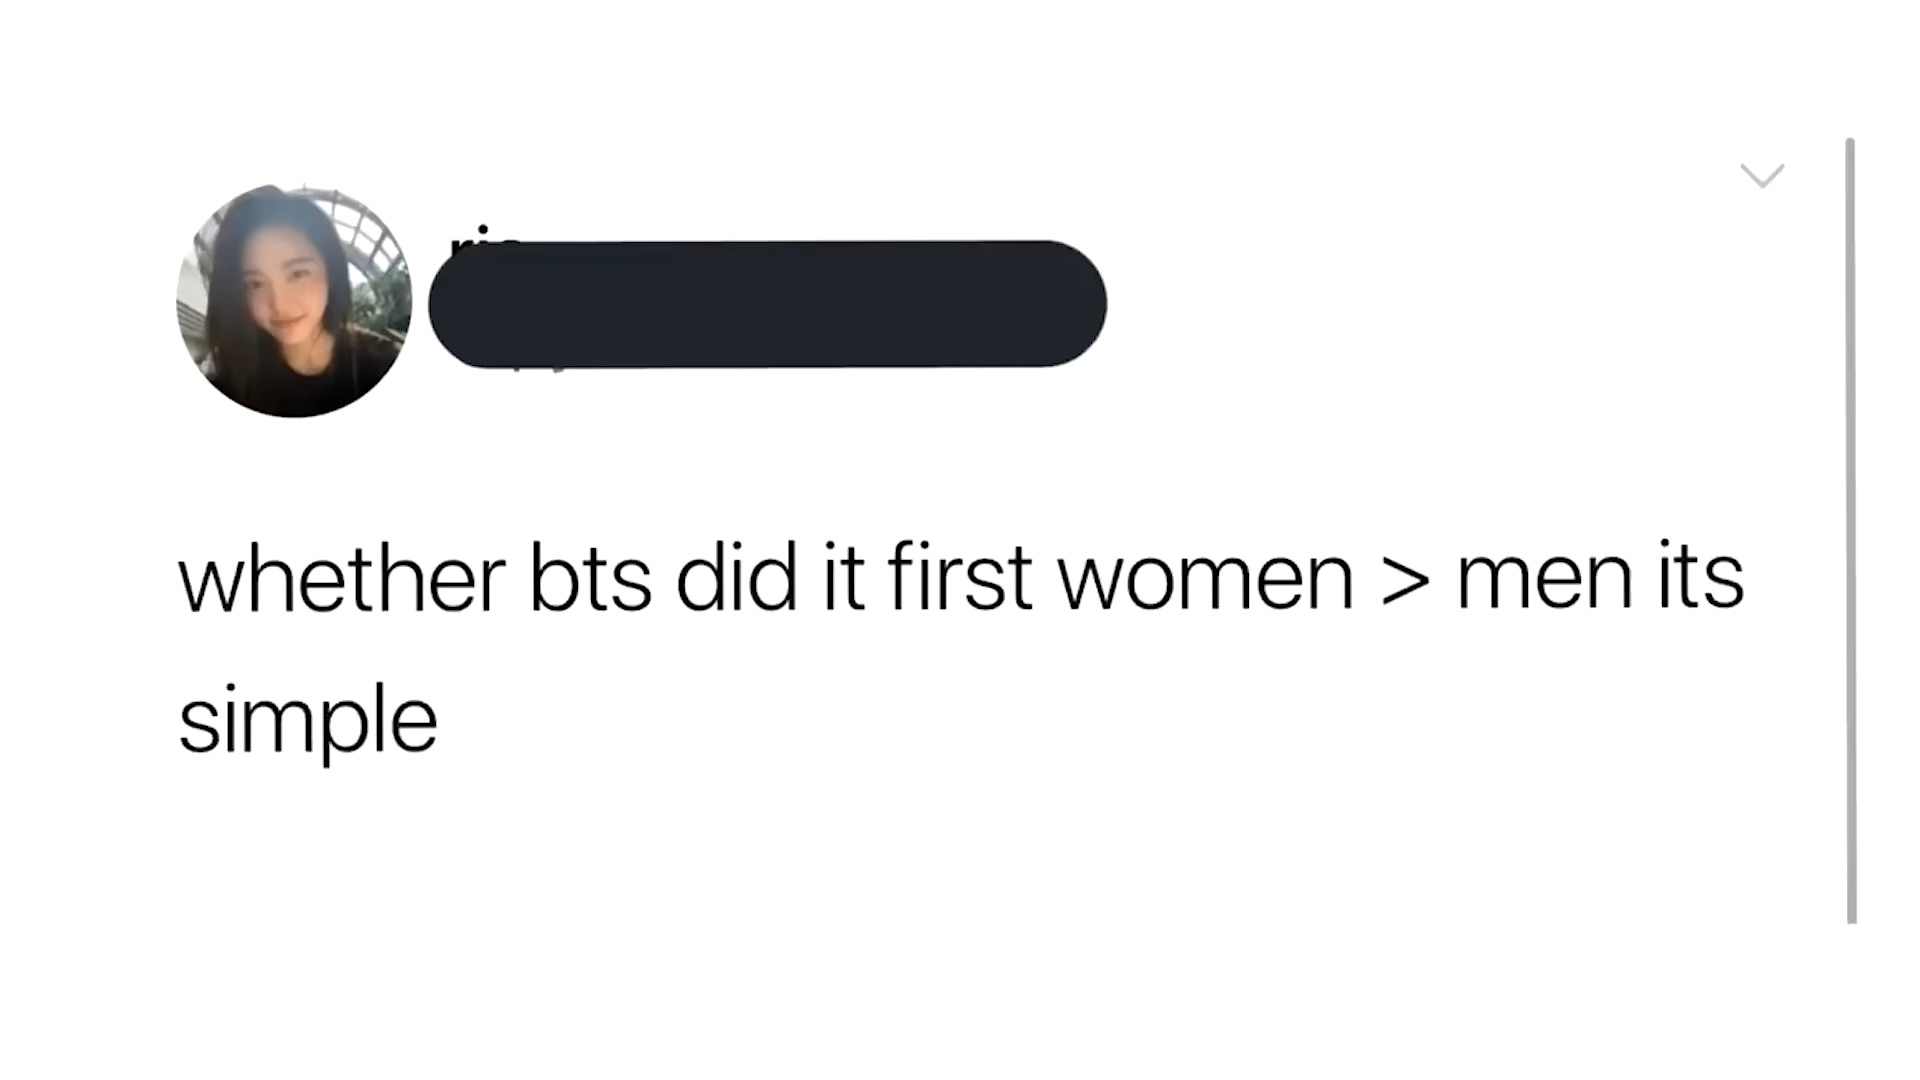 whether bts did it first women > men its
simple